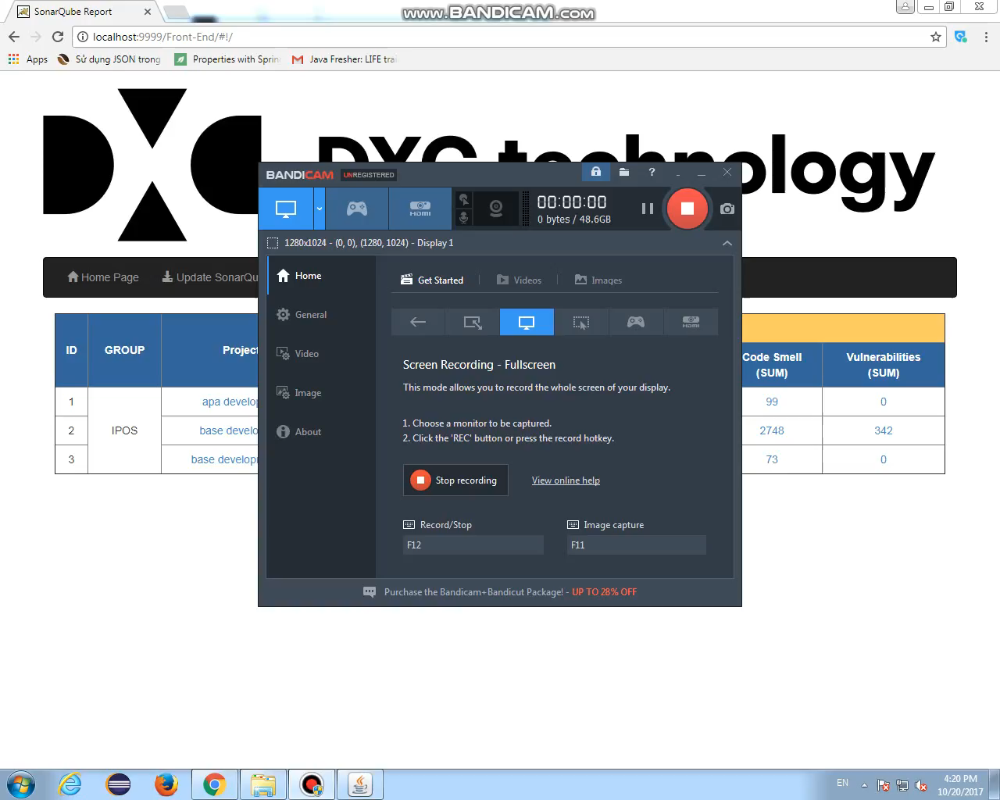 SonarQube Report
www.BANDICAM.com
localhost:9999/Front-End/#!/
Apps
Sử dụng JSON trong
Properties with Sprin
Java Fresher: LIFE trai
DXC technology
BANDICAM UNREGISTERED
?
HDMI
00:00:00
0 bytes / 48.6GB
1280x1024 - (0, 0), (1280, 1024) - Display 1
Home Page
Update SonarQu
Home
General
Video
Image
About
Get Started
Videos
Images
HDMI
Screen Recording - Fullscreen
This mode allows you to record the whole screen of your display.
1. Choose a monitor to be captured.
2. Click the 'REC' button or press the record hotkey.
Stop recording
View online help
Record/Stop
Image capture
F12
F11
Purchase the Bandicam+Bandicut Package! - UP TO 28% OFF
ID
GROUP
Project
Code Smell
(SUM)
Vulnerabilities
(SUM)
1
apa develop
99
0
2
IPOS
base develo
2748
342
3
base developm
73
0
EN
4:20 PM
10/20/2017